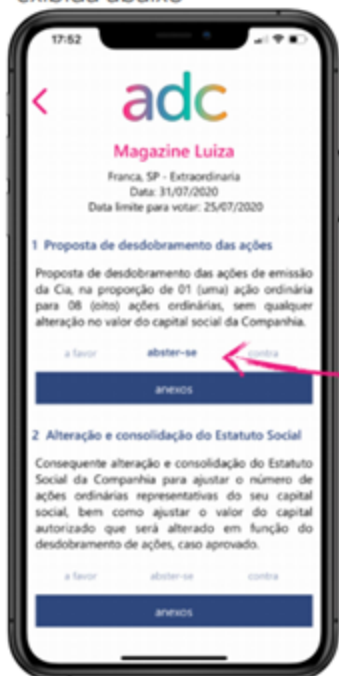 exibida abaixo
17:52
adc
Magazine Luiza
Franca, SP - Extraordinaria
Data: 31/07/2020
Data limite para votar: 25/07/2020
1 Proposta de desdobramento das ações
Proposta de desdobramento das ações de emissão
da Cia, na proporção de 01 (uma) ação ordinária
para 08 (oito) ações ordinárias, sem qualquer
alteração no valor do capital social da Companhia.
a favor abster-se contra
anexos
2 Alteração e consolidação do Estatuto Social
Consequente alteração e consolidação do Estatuto
Social da Companhia para ajustar o número de
ações ordinárias representativas do seu capital
social, bem como ajustar o valor do capital
autorizado que será alterado em função do
desdobramento de ações, caso aprovado.
a favor abster-se contra
anexos